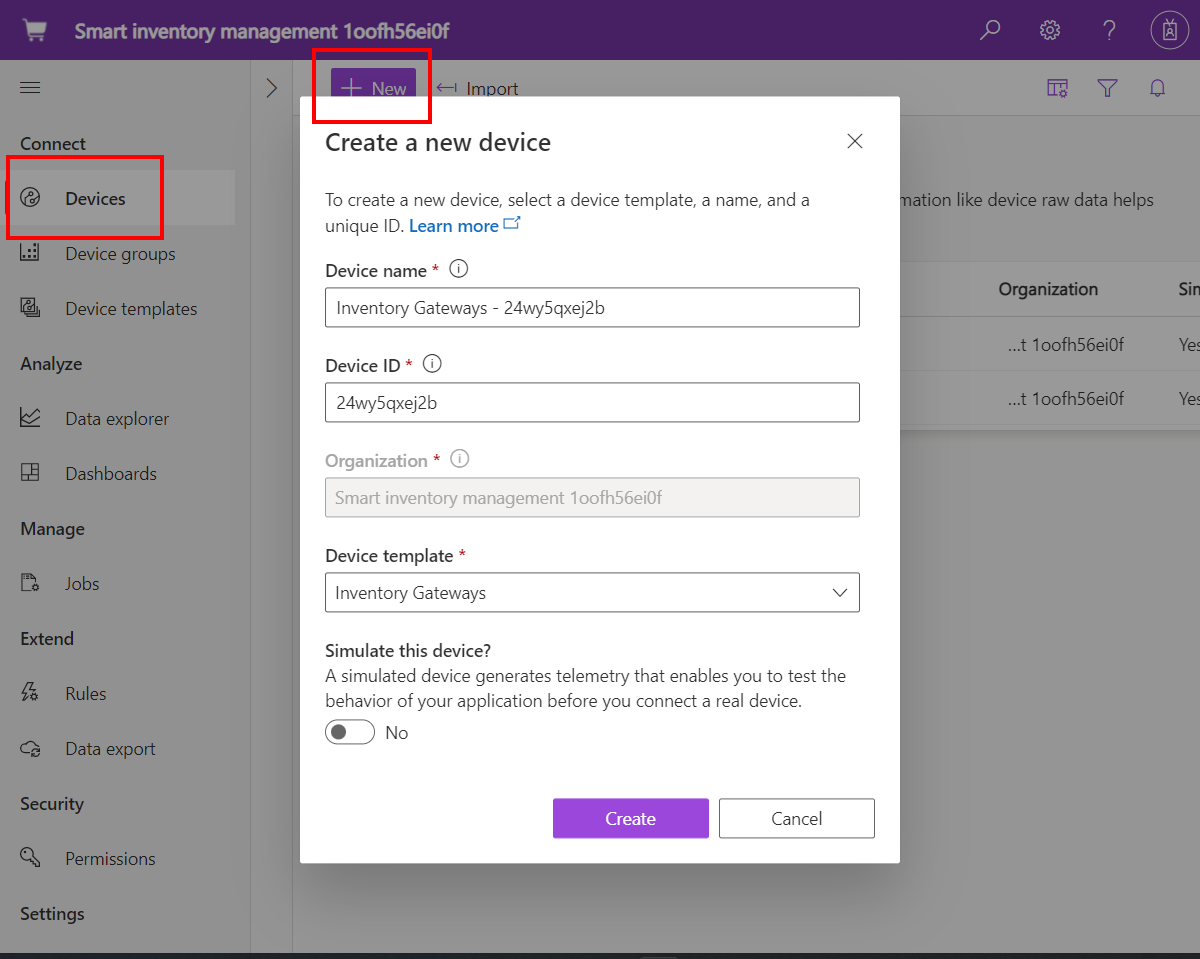 Smart inventory management 1oofh56ei0f
New
Import
Connect
Devices
Device groups
Device templates
Analyze
Data explorer
Dashboards
Manage
Jobs
Extend
Rules
Data export
Security
Permissions
Settings
Create a new device
To create a new device, select a device template, a name, and a
unique ID. Learn more
Device name *
Inventory Gateways - 24wy5qxej2b
Device ID *
24wy5qxej2b
Organization *
Smart inventory management 1oofh56ei0f
Device template *
Inventory Gateways
Simulate this device?
A simulated device generates telemetry that enables you to test the
behavior of your application before you connect a real device.
No
Create
Cancel
mation like device raw data helps
Organization
Sim
...t 1oofh56ei0f
Yes
...t 1oofh56ei0f
Yes